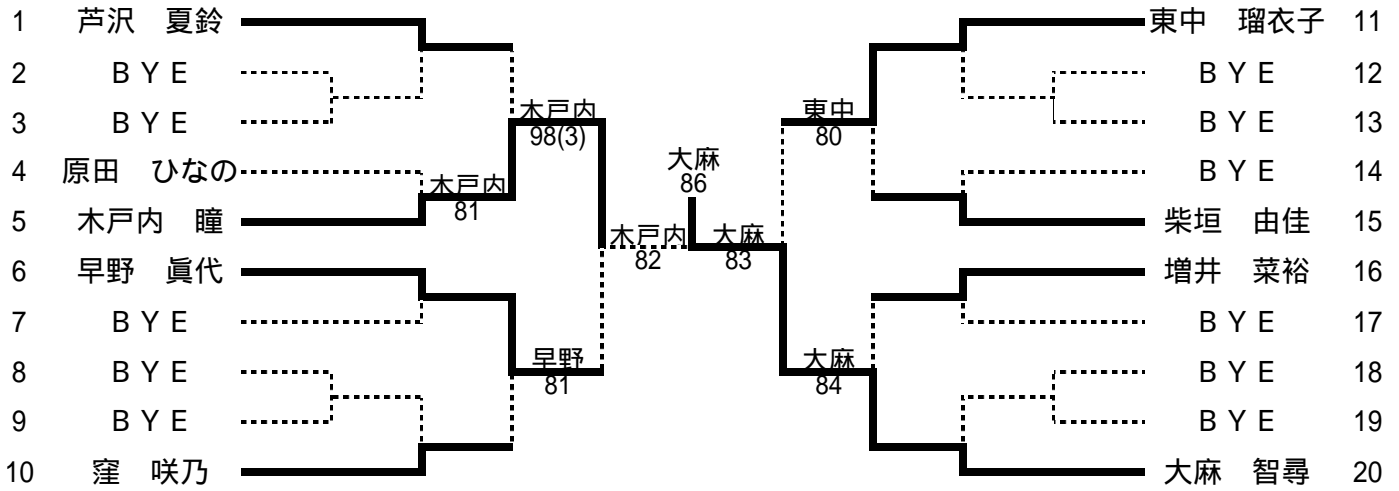 1 芦沢 夏鈴
2 BYE
3 BYE
4 原田 ひなの
5 木戸内 瞳
6 早野 眞代
7 BYE
8 BYE
9 BYE
10 窪 咲乃
木戸内
98(3)
木戸内
81
早野
81
木戸内
82
大麻
86
大麻
83
東中
80
大麻
84
東中 瑠衣子 11
BYE 12
BYE 13
BYE 14
柴垣 由佳 15
増井 菜裕 16
BYE 17
BYE 18
BYE 19
大麻 智尋 20